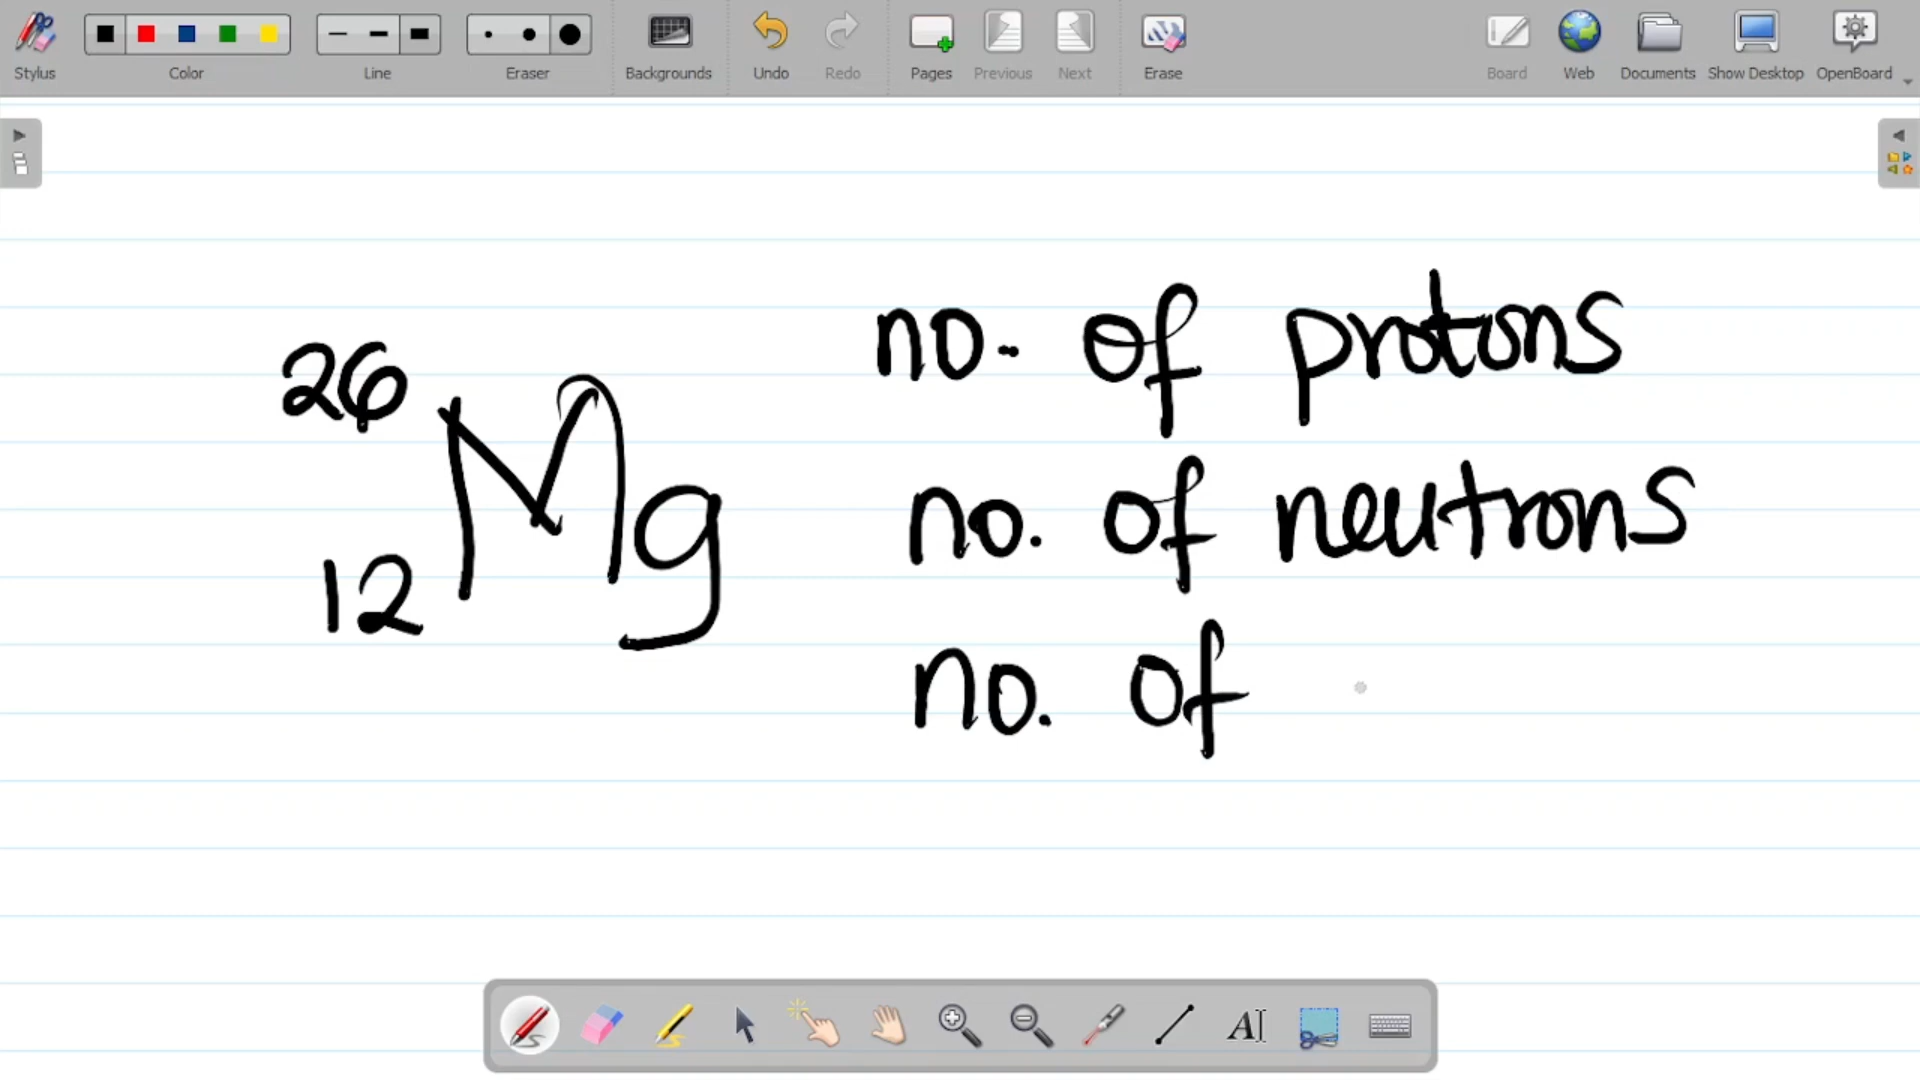 Stylus Color Line Eraser Backgrounds Undo Redo Pages Previous Next Erase Board Web Documents Show Desktop OpenBoard
no. of protons
26
Mg
12
no. of neutrons
no. of